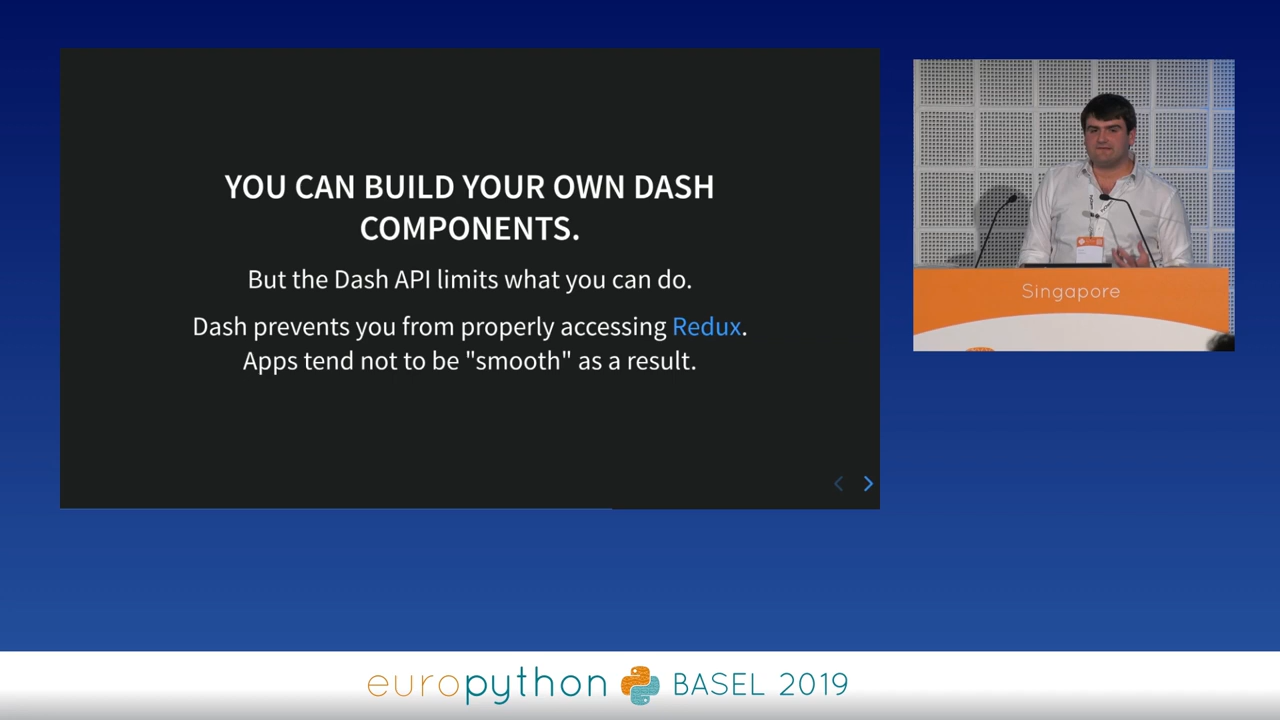 YOU CAN BUILD YOUR OWN DASH
COMPONENTS.
But the Dash API limits what you can do.
Dash prevents you from properly accessing Redux.
Apps tend not to be "smooth" as a result.
Singapore
europython BASEL 2019